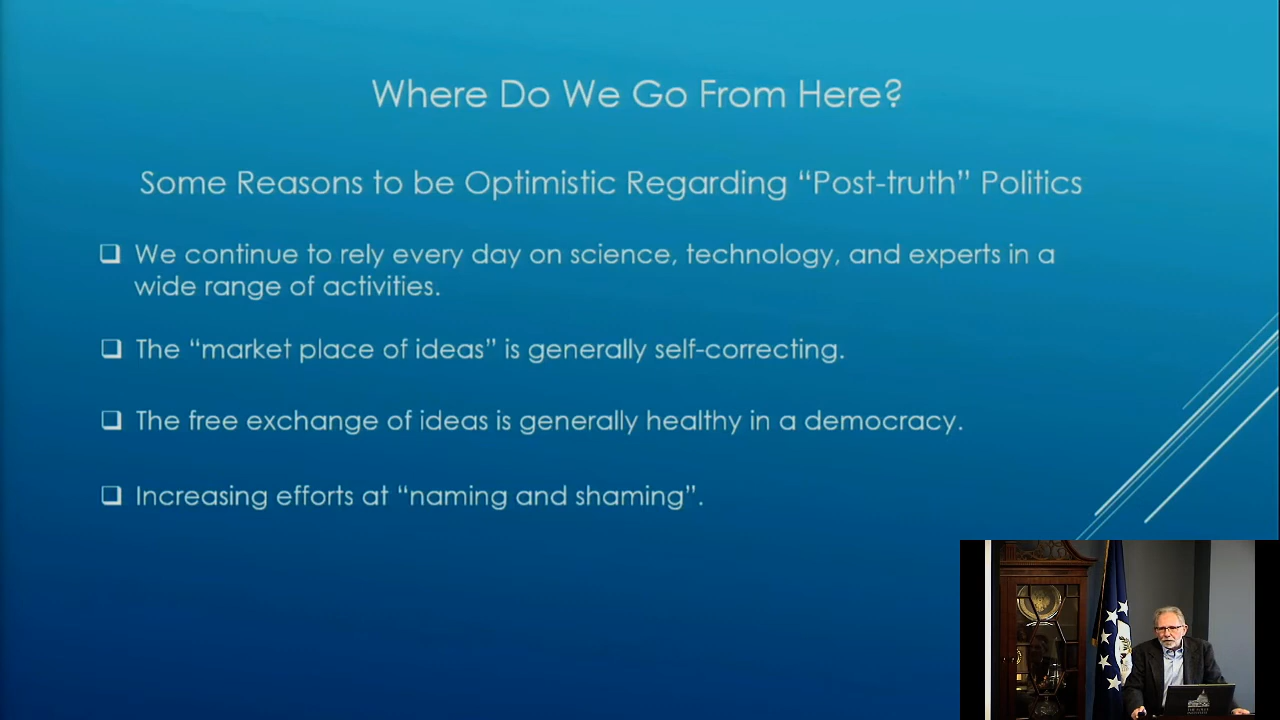 Where Do We Go From Here?
Some Reasons to be Optimistic Regarding “Post-truth” Politics
❑ We continue to rely every day on science, technology, and experts in a
wide range of activities.
❑ The “market place of ideas” is generally self-correcting.
❑ The free exchange of ideas is generally healthy in a democracy.
❑ Increasing efforts at “naming and shaming”.